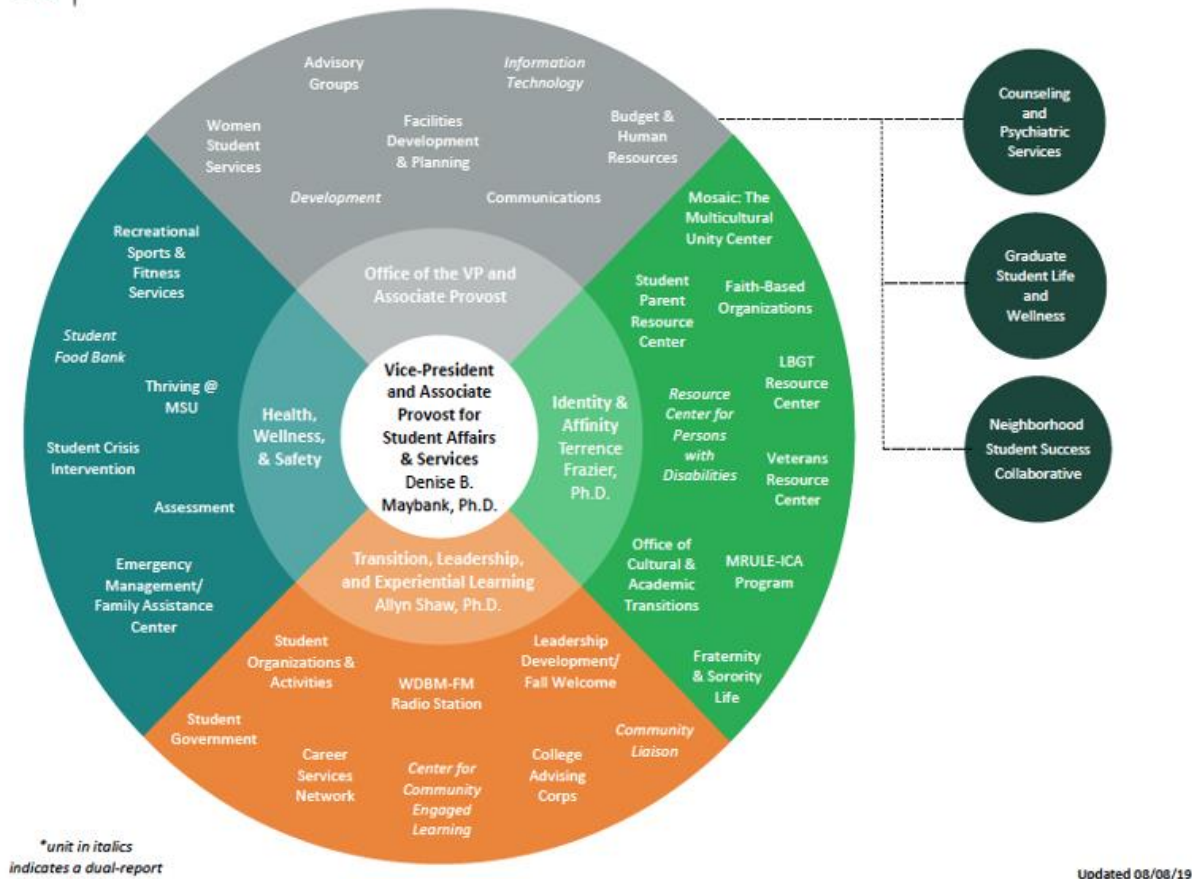 Advisory
Groups
Information
Technology
Women
Student
Services
Facilities
Development
& Planning
Budget &
Human
Resources
Development
Communications
Office of the VP and
Associate Provost
Recreational
Sports &
Fitness
Services
Student
Food Bank
Thriving @
MSU
Student Crisis
Intervention
Assessment
Emergency
Management/
Family Assistance
Center
Health,
Wellness,
& Safety
Vice-President
and Associate
Provost for
Student Affairs
& Services
Denise B.
Maybank, Ph.D.
Identity &
Affinity
Terrence
Frazier,
Ph.D.
Mosaic: The
Multicultural
Unity Center
Student
Parent
Resource
Center
Faith-Based
Organizations
LBGT
Resource
Center
Resource
Center for
Persons
with
Disabilities
Veterans
Resource
Center
Office of
Cultural &
Academic
Transitions
MRULE-ICA
Program
Fraternity
& Sorority
Life
Transition, Leadership,
and Experiential Learning
Allyn Shaw, Ph.D.
Student
Organizations &
Activities
WDBM-FM
Radio Station
Leadership
Development/
Fall Welcome
Student
Government
Career
Services
Network
Center for
Community
Engaged
Learning
College
Advising
Corps
Community
Liaison
Counseling
and
Psychiatric
Services
Graduate
Student Life
and
Wellness
Neighborhood
Student Success
Collaborative
*unit in italics
indicates a dual-report
Updated 08/08/19